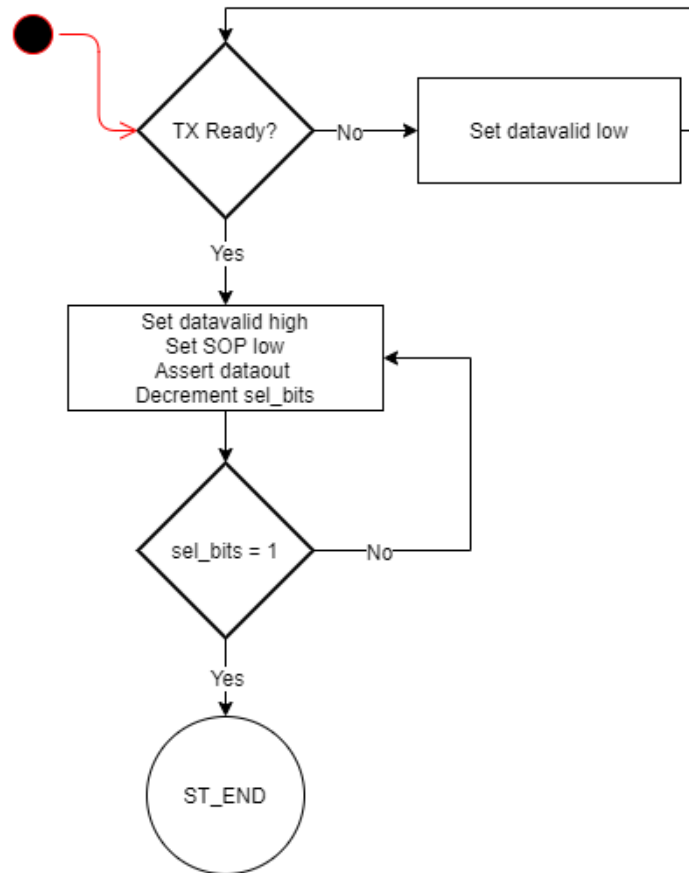 TX Ready?
No
Set datavalid low
Yes
Set datavalid high
Set SOP low
Assert dataout
Decrement sel_bits
sel_bits = 1
No
Yes
ST_END